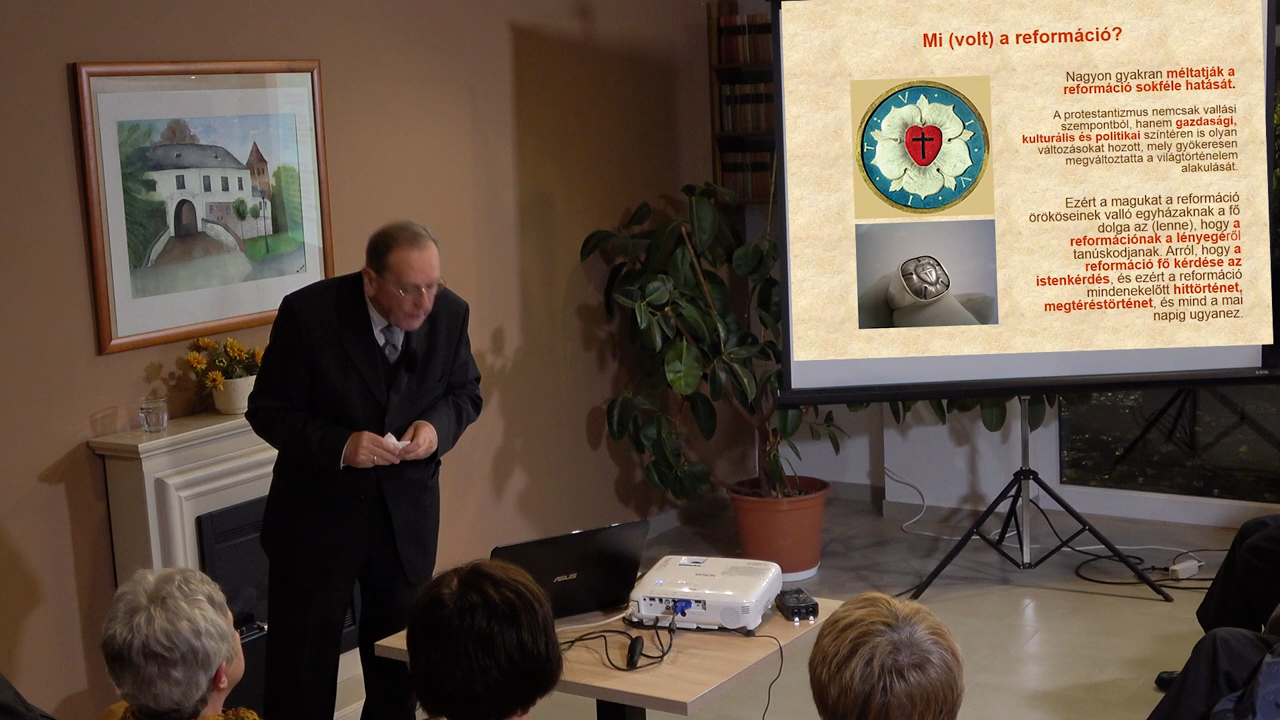 Mi (volt) a reformáció?
Nagyon gyakran méltatják a
reformáció sokféle hatását.
A protestantizmus nemcsak vallási
szempontból, hanem gazdasági,
kulturális és politikai színtéren is olyan
változásokat hozott, mely gyökeresen
megváltoztatta a világtörténelem
alakulását.
Ezért a magukat a reformáció
örököseinek valló egyházaknak a fő
dolga az (lenne), hogy a
reformációnak a lényegéről
tanúskodjanak. Arról, hogy a
reformáció fő kérdése az
istenkérdés, és ezért a reformáció
mindenekelőtt hittörténet,
megtéréstörténet, és mind a mai
napig ugyanez.
ASUS